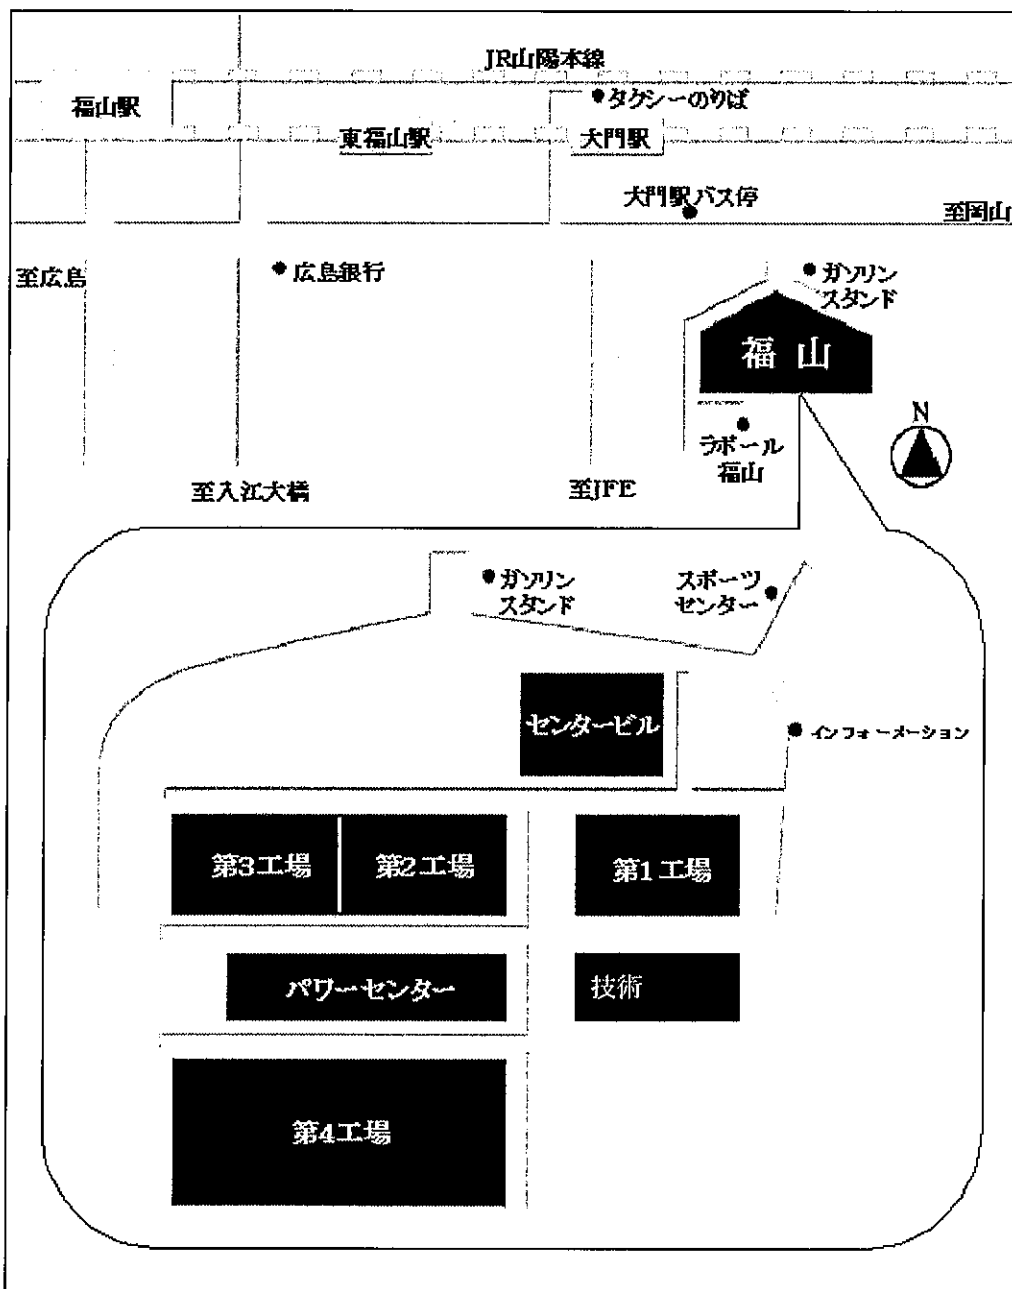 JR山陽本線
福山駅
タクシーのりば
東福山駅
大門駅
大門駅バス停
至岡山
至広島
広島銀行
ガソリン
スタンド
福山
N
ラボール
福山
至入江大橋
至JFE
ガソリン
スタンド
スポーツ
センター
センタービル
インフォーメーション
第3工場
第2工場
第1工場
パワーセンター
技術
第4工場